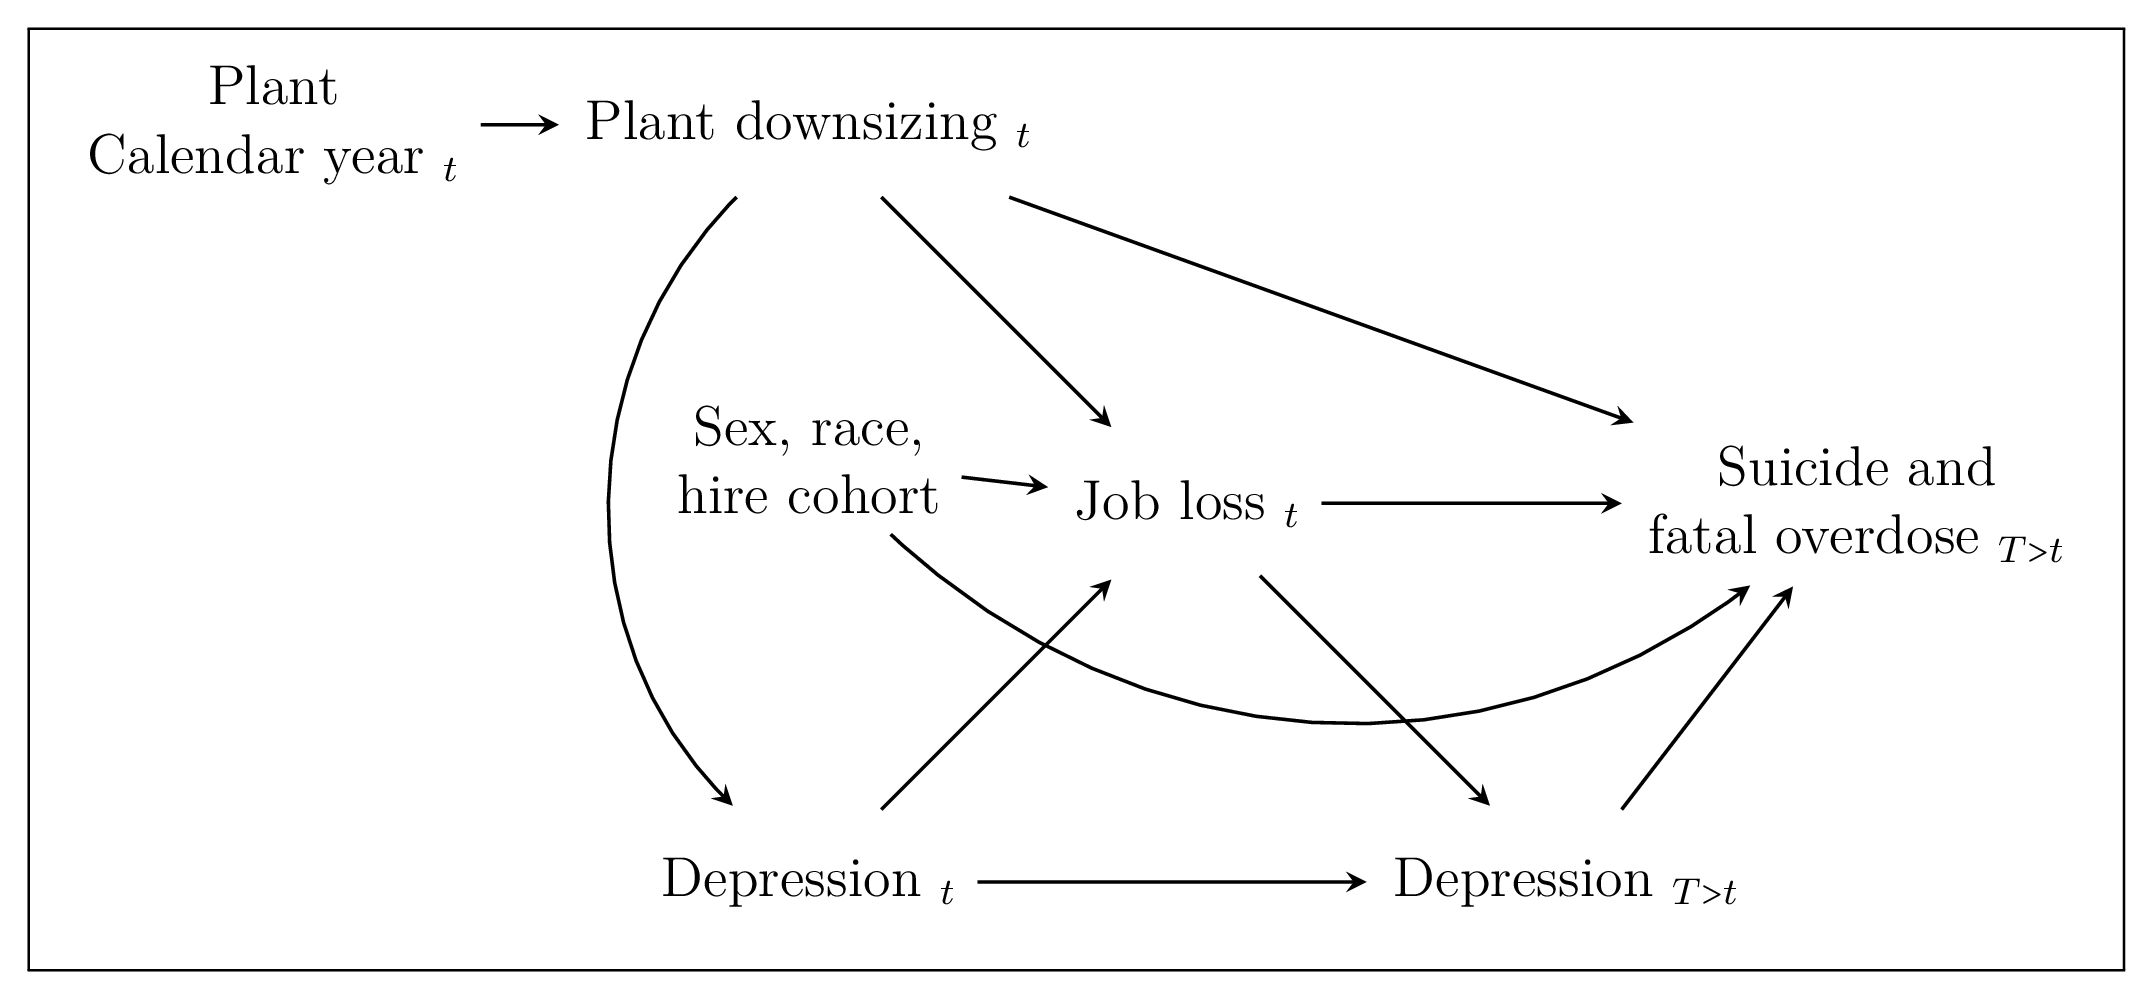 Plant
Calendar year t
Plant downsizing t
Sex, race,
hire cohort
Job loss t
Suicide and
fatal overdose T>t
Depression t
Depression T>t